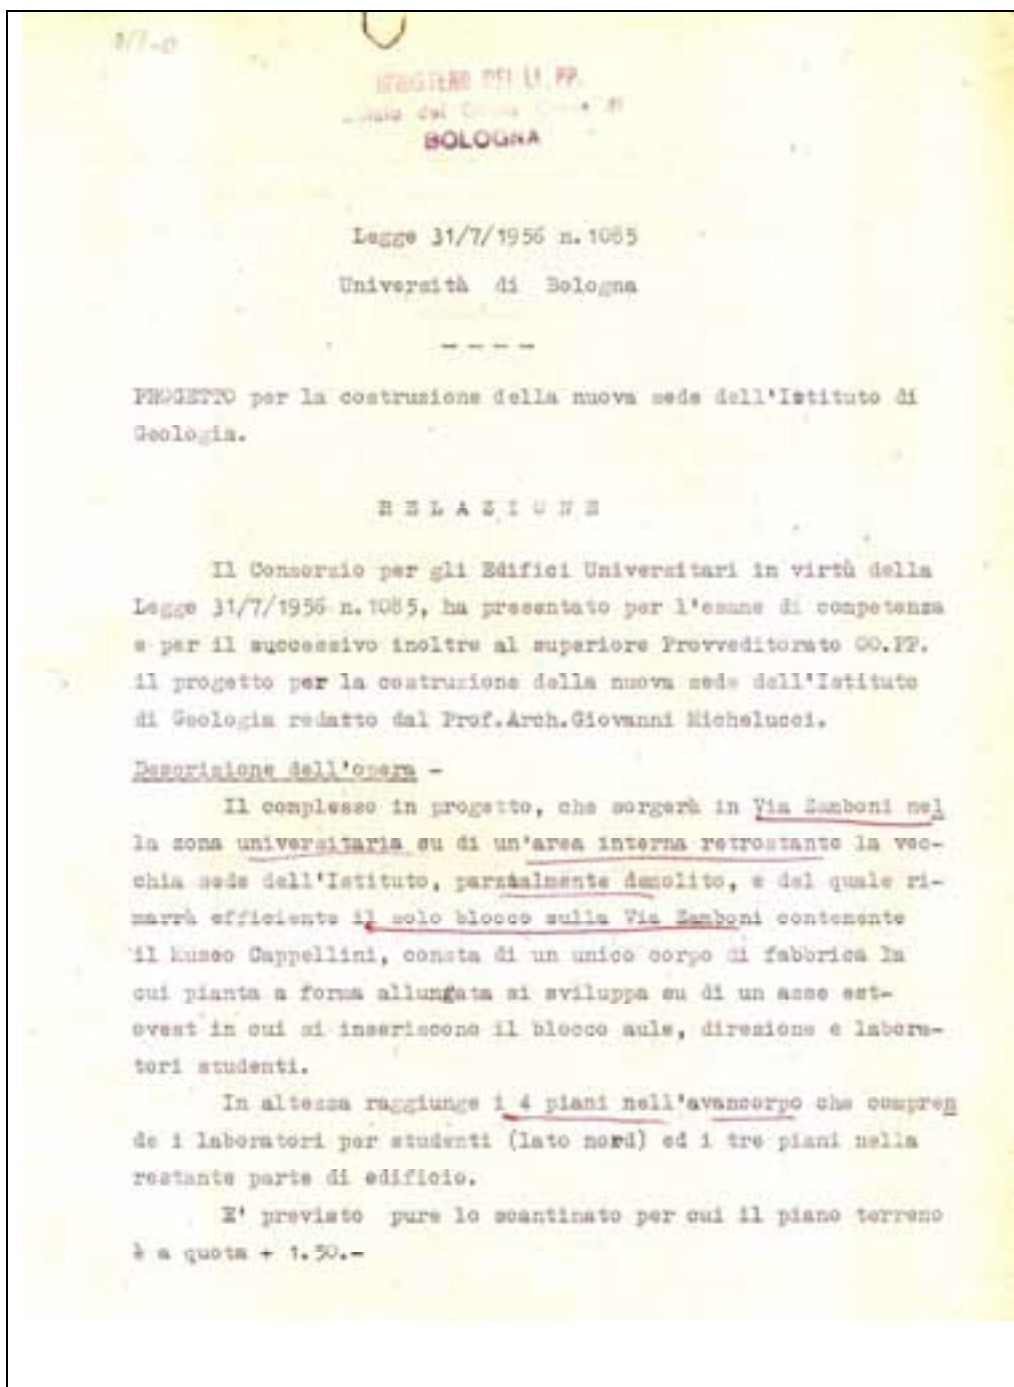 MINISTERO DEI LL. PP.
del
BOLOGNA
Legge 31/7/1956 n.1085
Università di Bologna
----
PROGETTO per la costruzione della nuova sede dell'Istituto di
Geologia.
R E L A Z I O N E
Il Consorzio per gli Edifici Universitari in virtù della
Legge 31/7/1956 n.1085, ha presentato per l'esame di competenza
e per il successivo inoltre al superiore Provveditorato OO.PP.
il progetto per la costruzione della nuova sede dell'Istituto
di Geologia redatto dal Prof.Arch.Giovanni Michelucci.
Descrizione dell'opera -
Il complesso in progetto, che sorgerà in Via Zamboni nel
la zona universitaria su di un'area interna retrostante la vec-
chia sede dell'Istituto, parzialmente demolito, e del quale ri-
marrà efficiente il solo blocco sulla Via Zamboni contenente
il Museo Cappellini, consta di un unico corpo di fabbrica la
cui pianta a forma allungata si sviluppa su di un asse est-
ovest in cui si inseriscono il blocco aule, direzione e labora-
tori studenti.
In altezza raggiunge i 4 piani nell'avancorpo che compren
de i laboratori per studenti (lato nord) ed i tre piani nella
restante parte di edificio.
E' previsto pure lo scantinato per cui il piano terreno
è a quota + 1.50.-